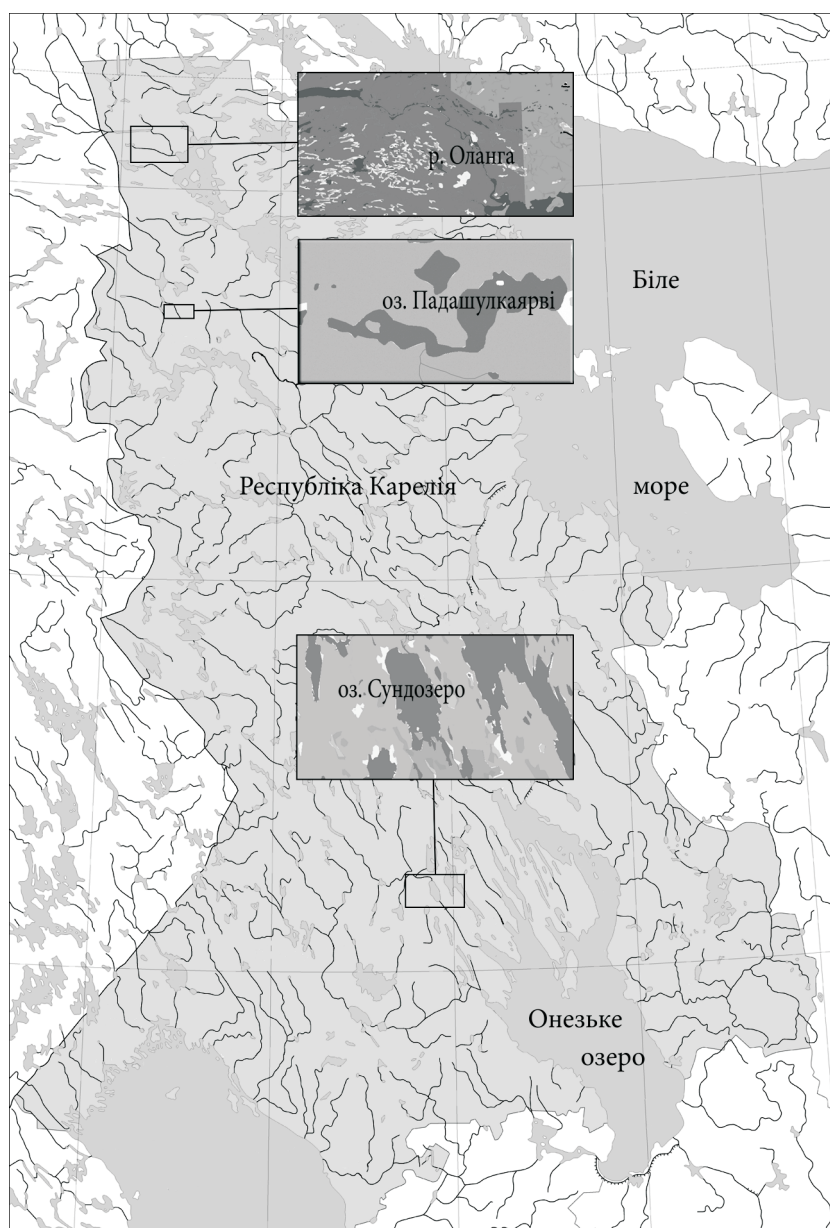 р. Оланга
Біле
оз. Падашулкаярві
Республіка Карелія
море
оз. Сундозеро
Онезьке
озеро